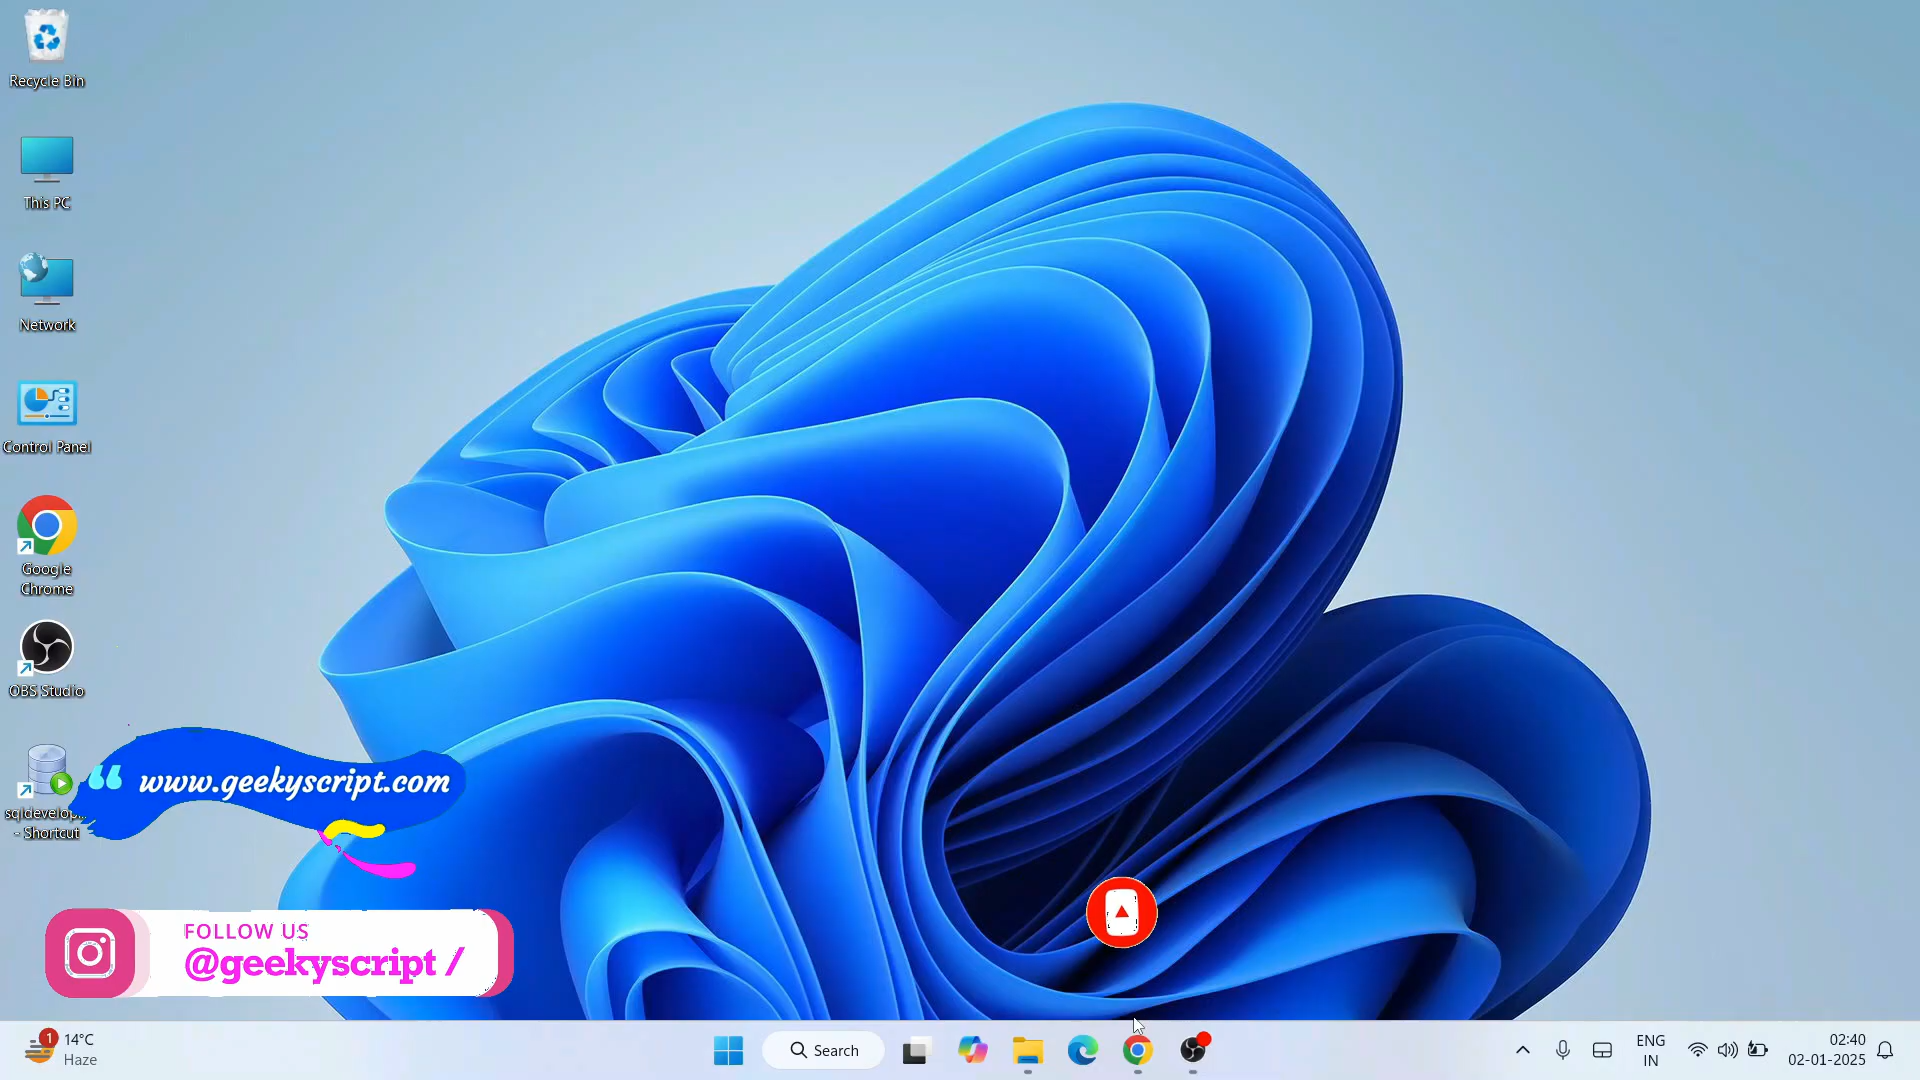 Recycle Bin
This PC
Network
Control Panel
Google
Chrome
OBS Studio
- Shortcut
www.geekyscript.com
FOLLOW US
@geekyscript /
1
14°C
Haze
Search
ENG
IN
02:40
02-01-2025